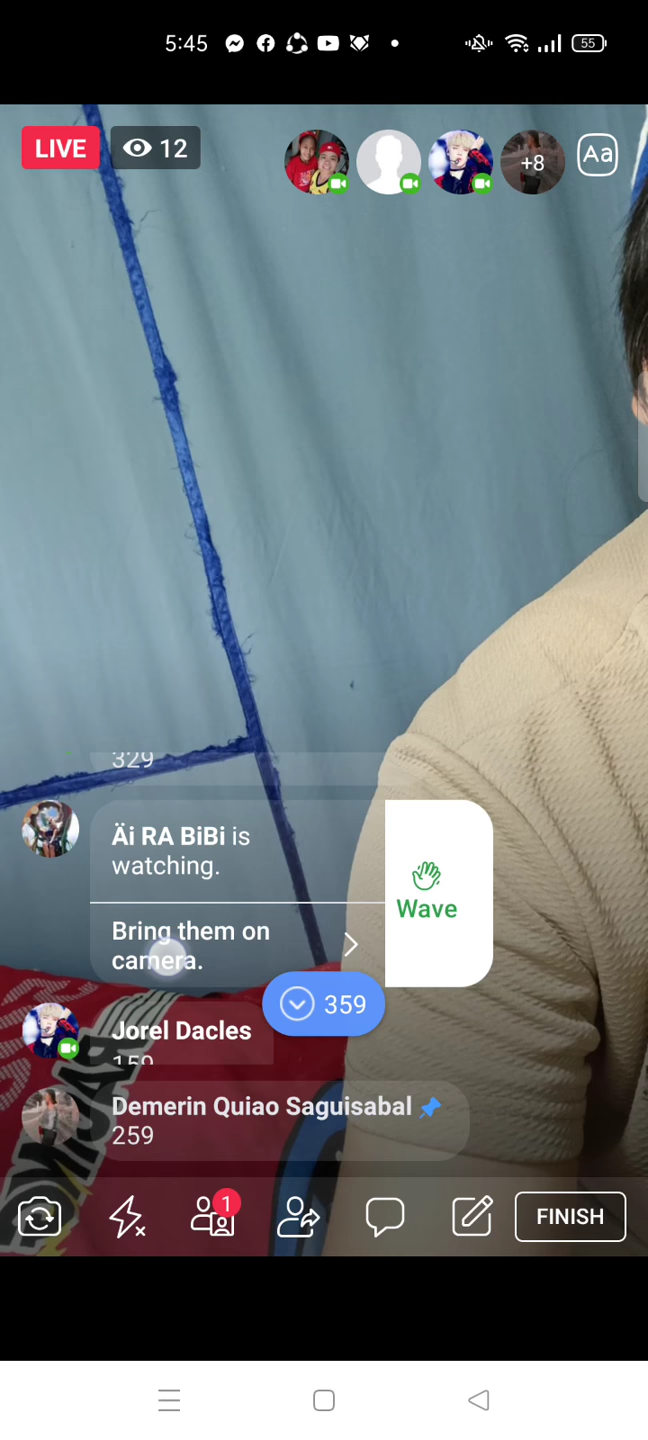 5:45
55
LIVE
12
+8
Aa
329
Äi RA BiBi is
watching.
Wave
Bring them on
camera.
359
Jorel Dacles
159
Demerin Quiao Saguisabal
259
1
FINISH